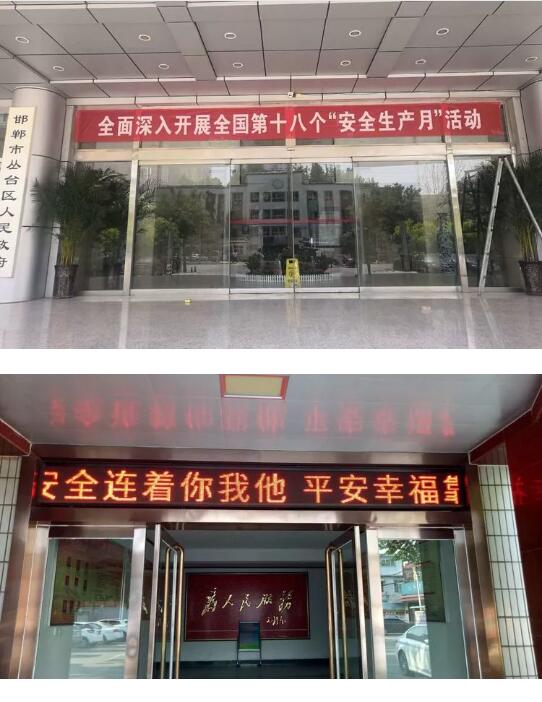 全面深入开展全国第十八个“安全生产月”活动
邯郸市丛台区人民政府
安全连着你我他 平安幸福靠
为人民服务